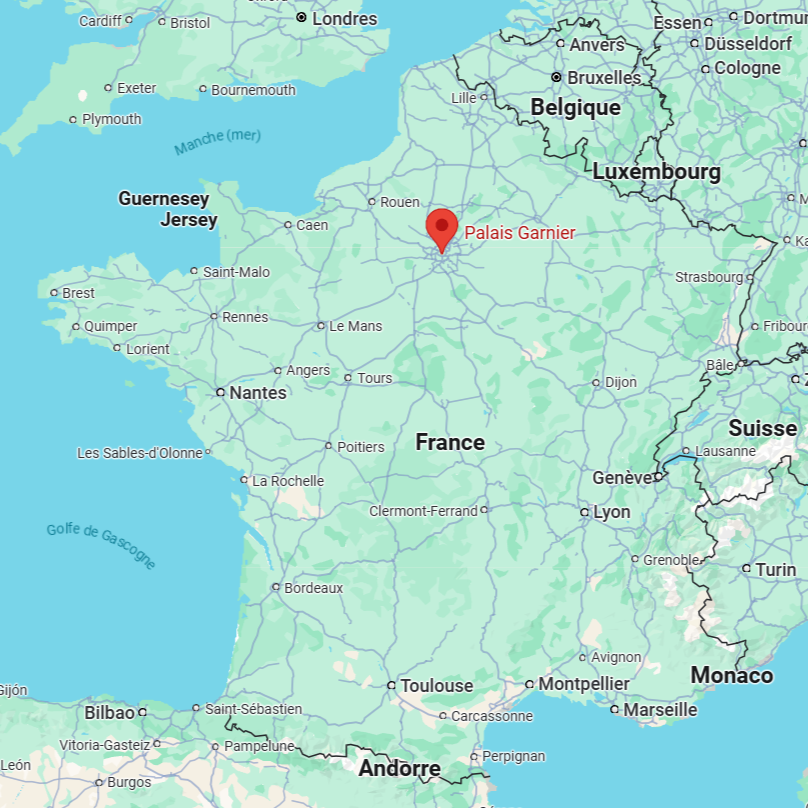 Cardiff
Bristol
Londres
Essen
Anvers
Düsseldorf
Bruxelles
Cologne
Exeter
Bournemouth
Lille
Belgique
Plymouth
Manche (mer)
Luxembourg
Guernesey
Jersey
Rouen
Caen
Palais Garnier
Saint-Malo
Strasbourg
Brest
Rennes
Quimper
Le Mans
Lorient
Bâle
Angers
Tours
Dijon
Nantes
Suisse
France
Poitiers
Les Sables-d'Olonne
Lausanne
La Rochelle
Genève
Clermont-Ferrand
Lyon
Golfe de Gascogne
Grenoble
Turin
Bordeaux
Avignon
Monaco
Toulouse
Montpellier
Gijón
Saint-Sébastien
Bilbao
Carcassonne
Marseille
Vitoria-Gasteiz
Pampelune
Perpignan
León
Andorre
Burgos